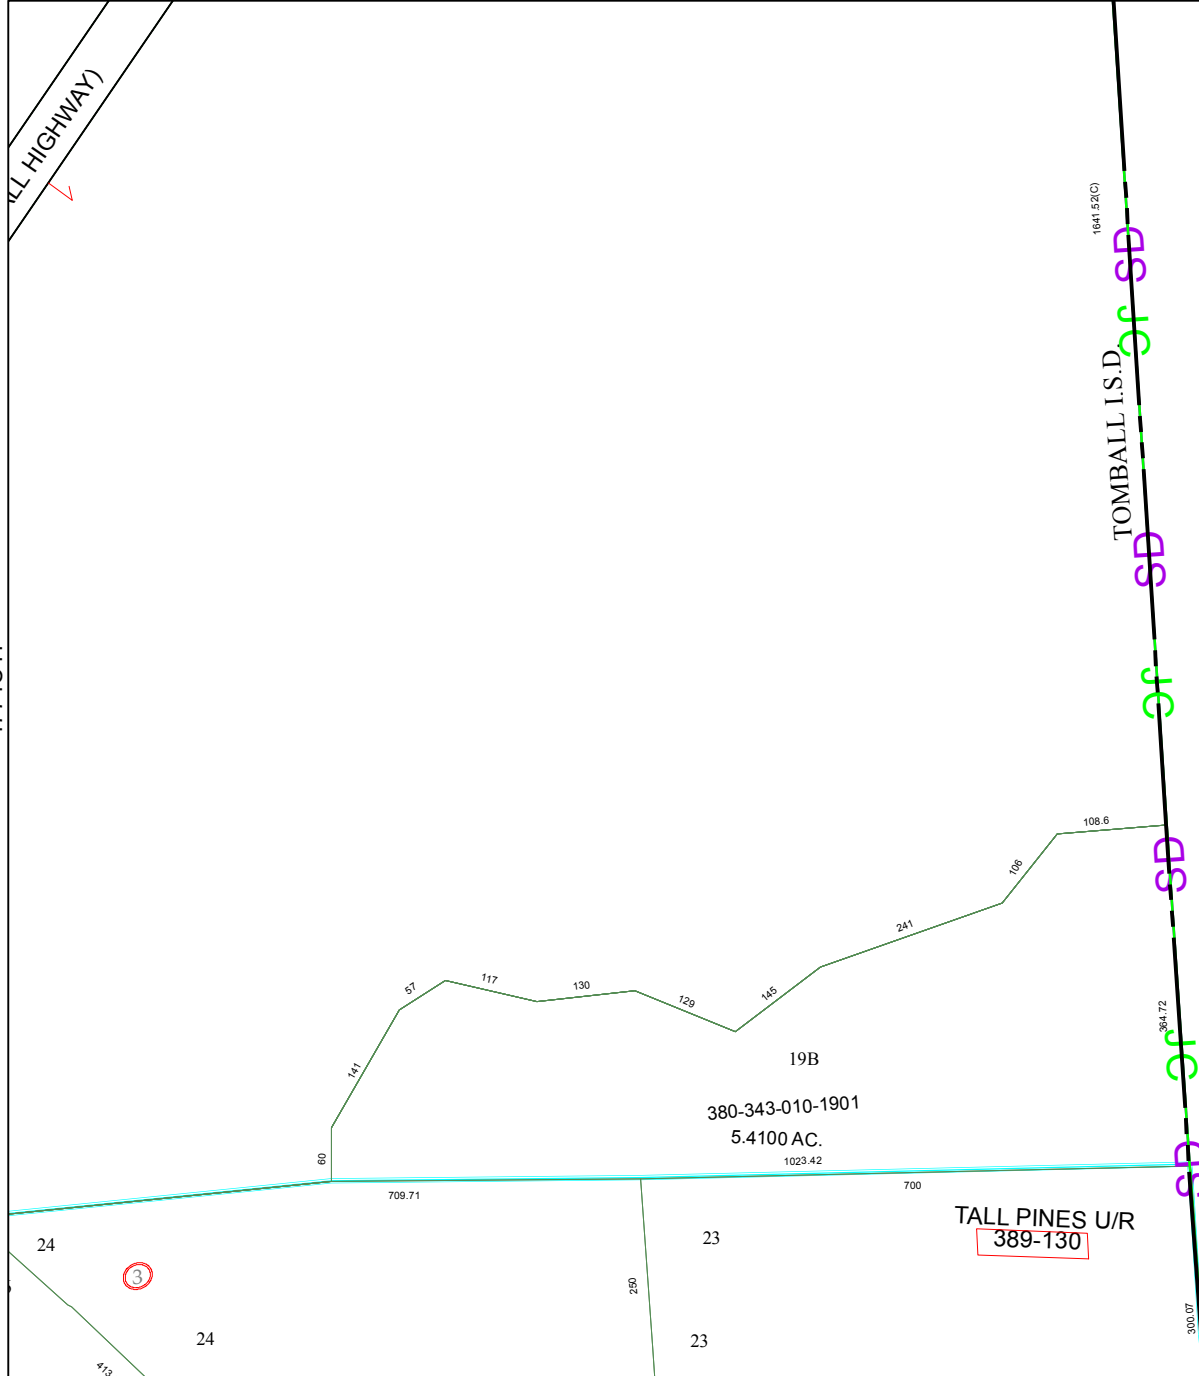 HIGHWAY)
1641.52(C)
SD
JC
TOMBALL I.S.D.
SD
JC
108.6
SD
106
241
57
117
130
129
145
364.72
JC
141
19B
380-343-010-1901
5.4100 AC.
60
1023.42
SD
709.71
700
TALL PINES U/R
389-130
24
23
3
250
300.07
24
23
413